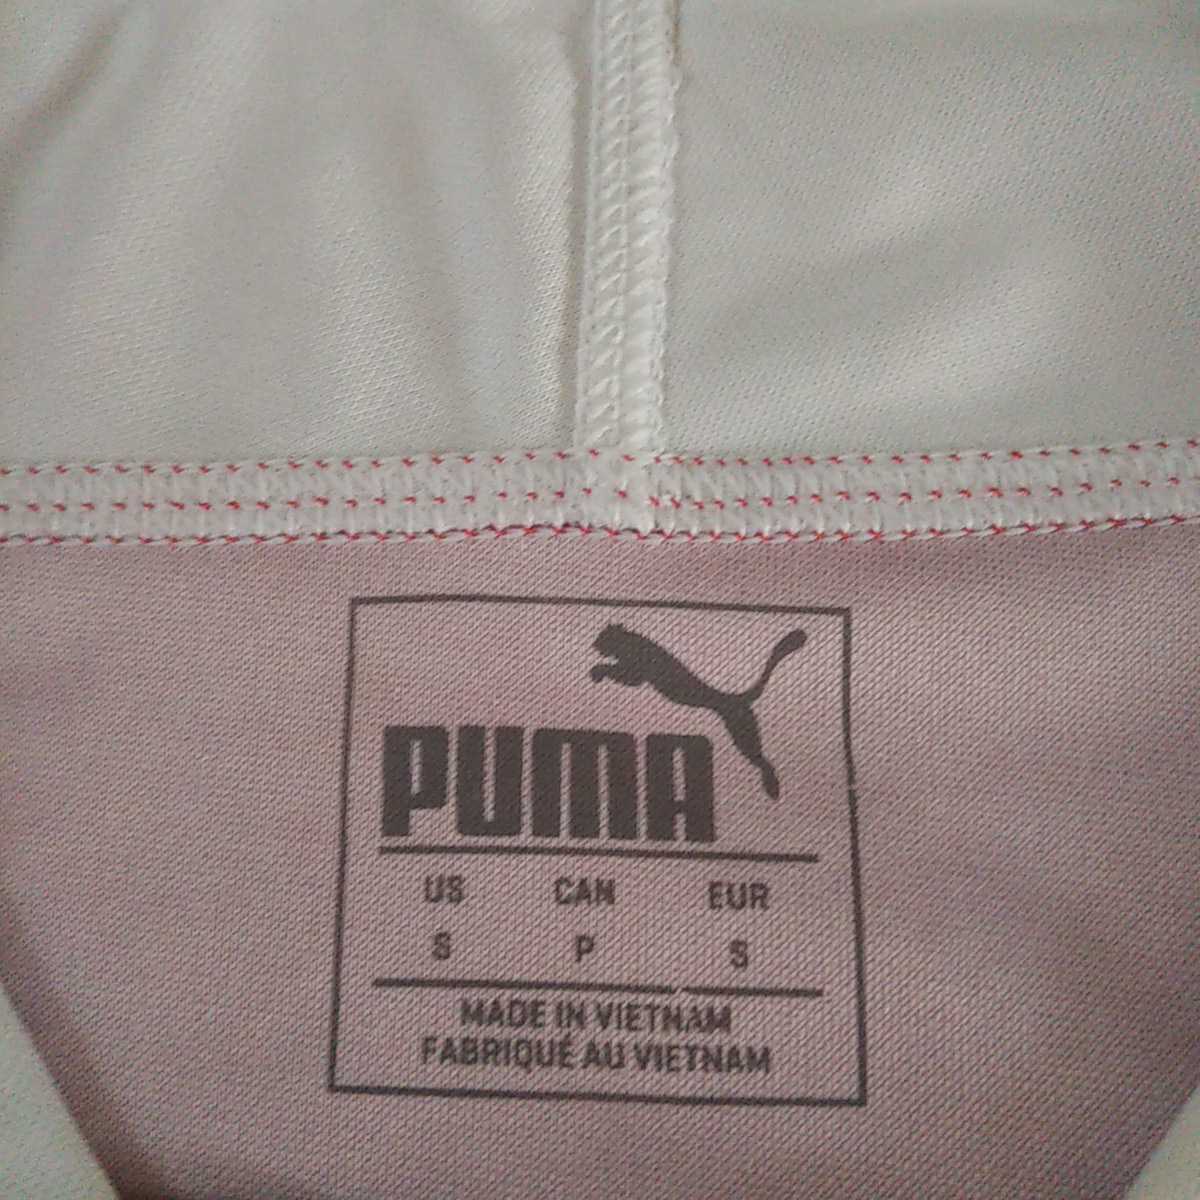 PUMA
US CAN EUR
S P S
MADE IN VIETNAM
FABRIQUÉ AU VIETNAM